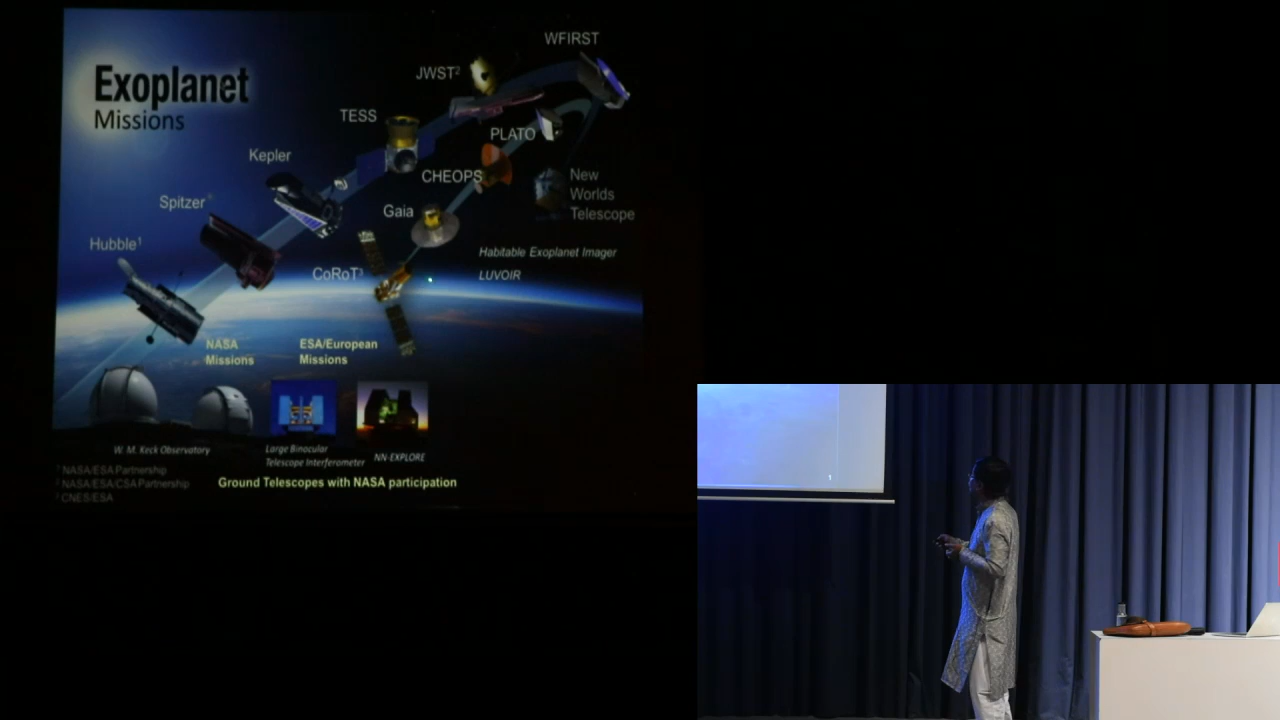 Exoplanet
Missions
WFIRST
JWST²
TESS
PLATO
Kepler
CHEOPS
New
Worlds
Telescope
Spitzer
Gaia
Hubble¹
Habitable Exoplanet Imager
CoRoT³
LUVOIR
NASA
Missions
ESA/European
Missions
W. M. Keck Observatory
Large Binocular
Telescope Interferometer
NN-EXPLORE
¹ NASA/ESA Partnership
² NASA/ESA/CSA Partnership
³ CNES/ESA
Ground Telescopes with NASA participation